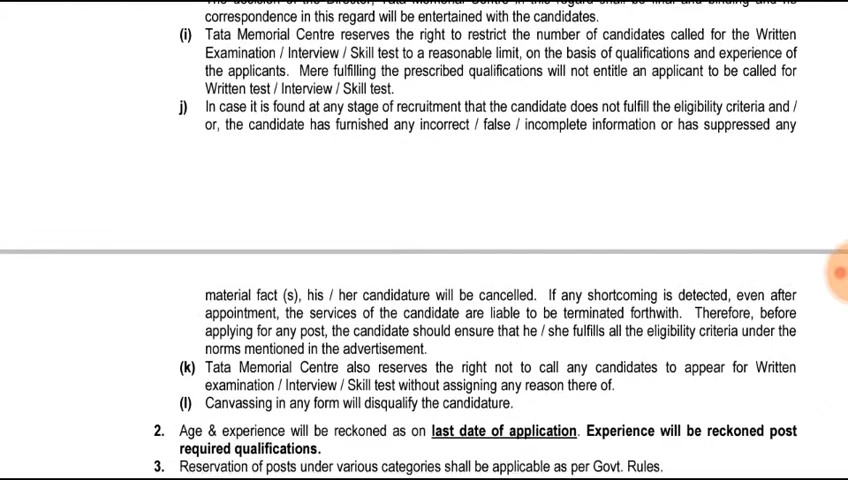 correspondence in this regard will be entertained with the candidates.
(i) Tata Memorial Centre reserves the right to restrict the number of candidates called for the Written
Examination / Interview / Skill test to a reasonable limit, on the basis of qualifications and experience of
the applicants. Mere fulfilling the prescribed qualifications will not entitle an applicant to be called for
Written test / Interview / Skill test.
j) In case it is found at any stage of recruitment that the candidate does not fulfill the eligibility criteria and /
or, the candidate has furnished any incorrect / false / incomplete information or has suppressed any
material fact (s), his / her candidature will be cancelled. If any shortcoming is detected, even after
appointment, the services of the candidate are liable to be terminated forthwith. Therefore, before
applying for any post, the candidate should ensure that he / she fulfills all the eligibility criteria under the
norms mentioned in the advertisement.
(k) Tata Memorial Centre also reserves the right not to call any candidates to appear for Written
examination / Interview / Skill test without assigning any reason there of.
(l) Canvassing in any form will disqualify the candidature.
2. Age & experience will be reckoned as on last date of application. Experience will be reckoned post
required qualifications.
3. Reservation of posts under various categories shall be applicable as per Govt. Rules.